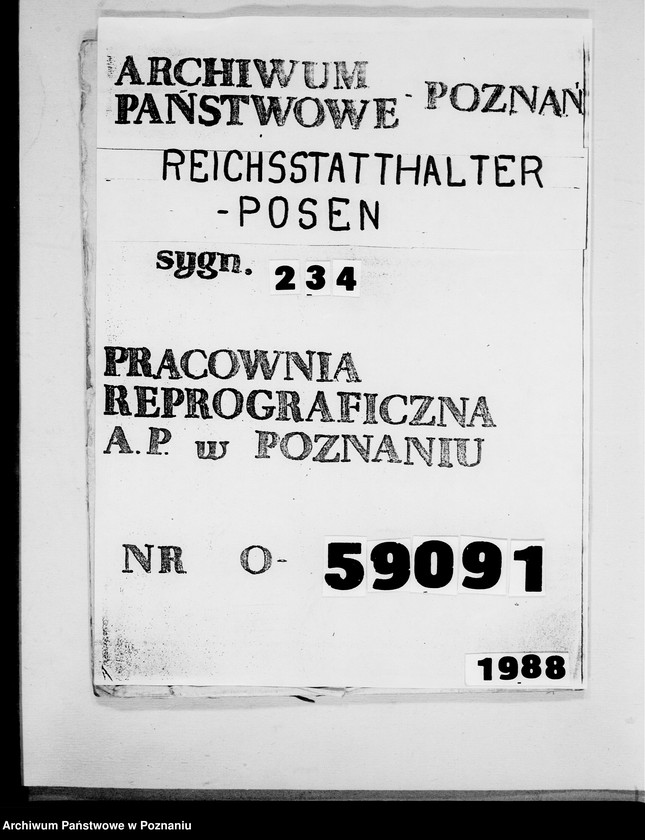 ARCHIWUM
PAŃSTWOWE - POZNAŃ
REICHSSTATTHALTER
-POSEN
sygn. 234
PRACOWNIA
REPROGRAFICZNA
A.P. w POZNANIU
NR O- 59091
1988
Archiwum Państwowe w Poznaniu